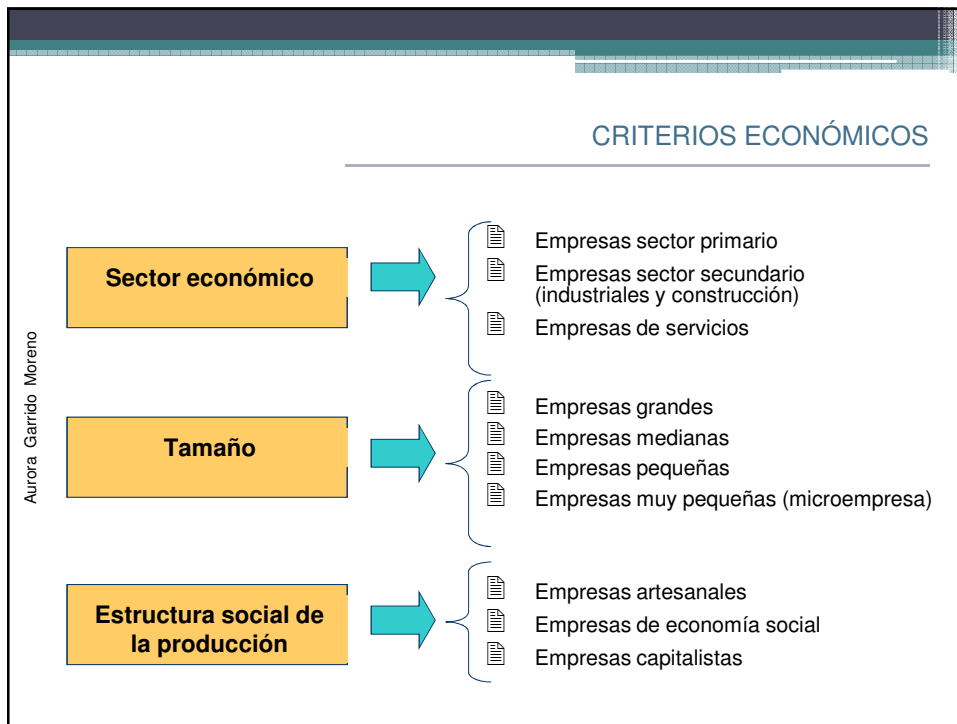 CRITERIOS ECONÓMICOS
Sector económico
Empresas sector primario
Empresas sector secundario
(industriales y construcción)
Empresas de servicios
Tamaño
Empresas grandes
Empresas medianas
Empresas pequeñas
Empresas muy pequeñas (microempresa)
Estructura social de
la producción
Empresas artesanales
Empresas de economía social
Empresas capitalistas
Aurora Garrido Moreno